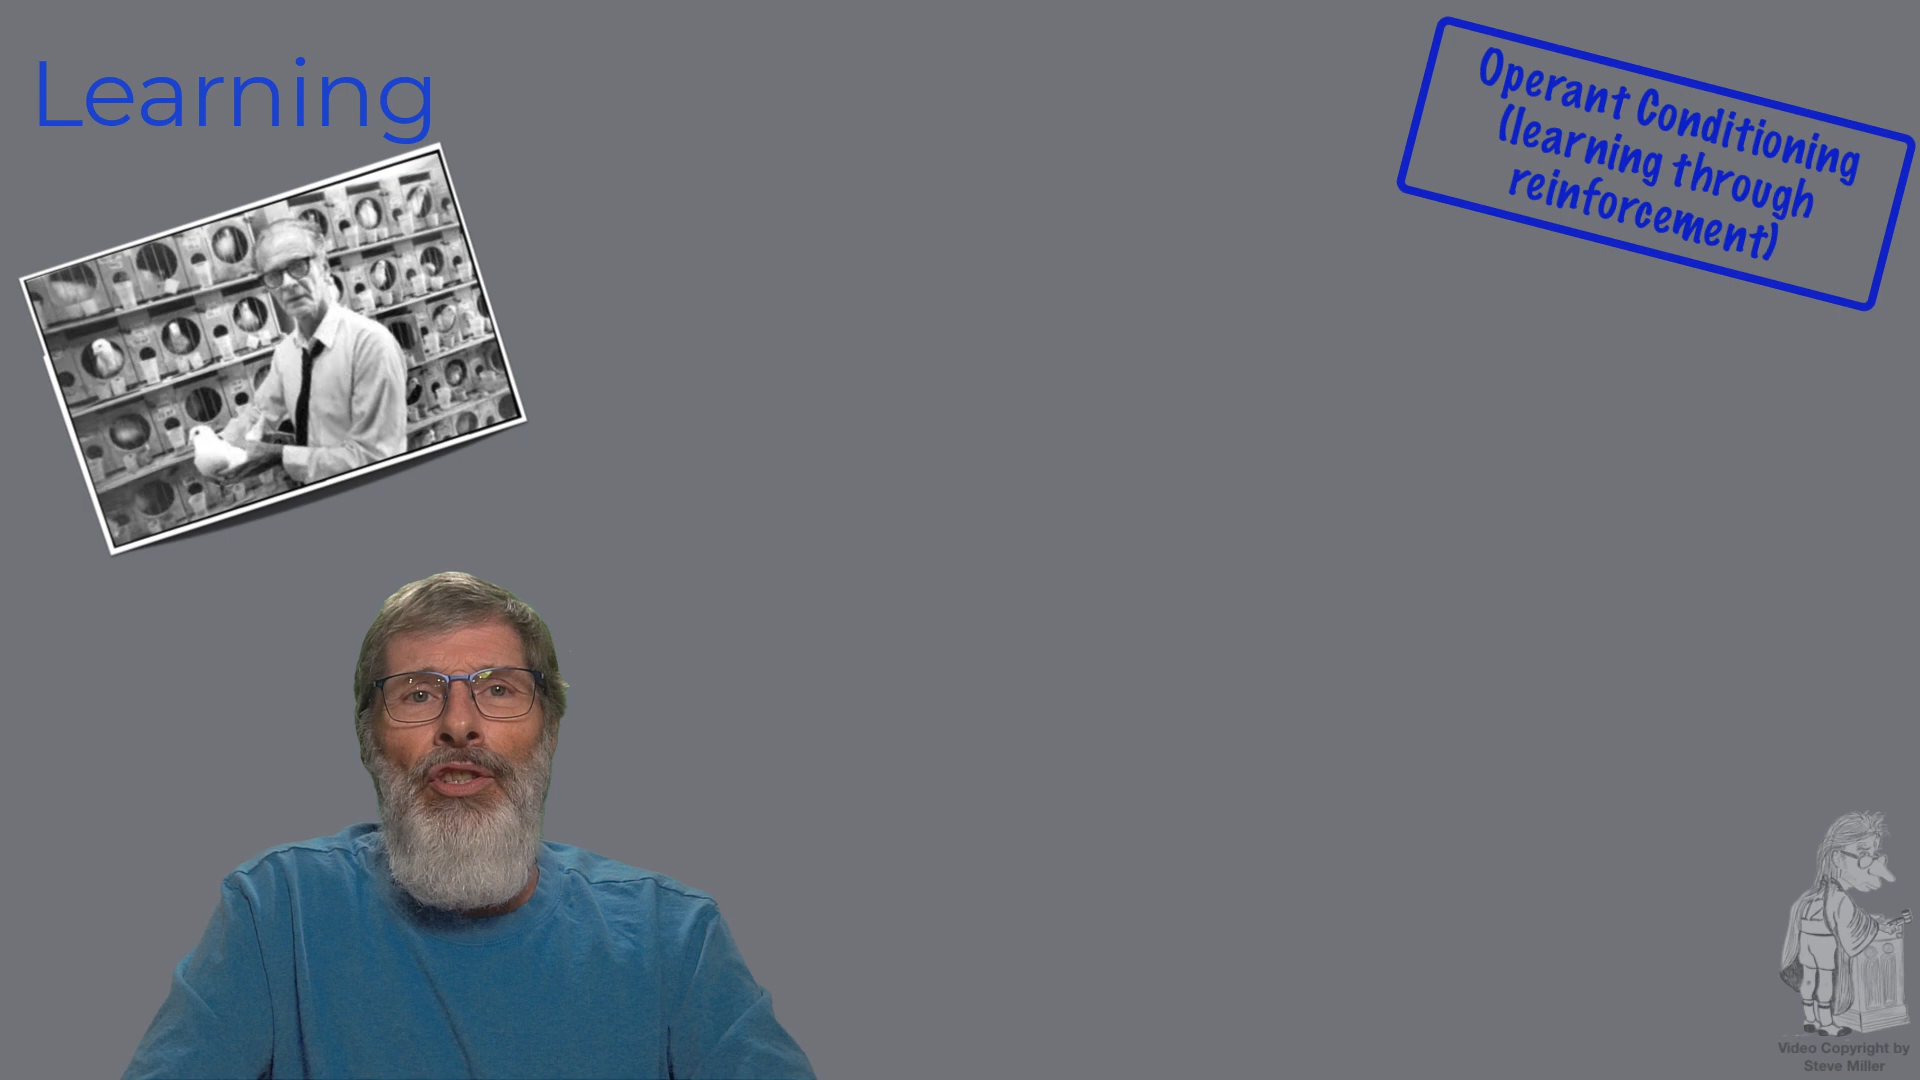 Learning
Operant Conditioning
(learning through
reinforcement)
Video Copyright by
Steve Miller